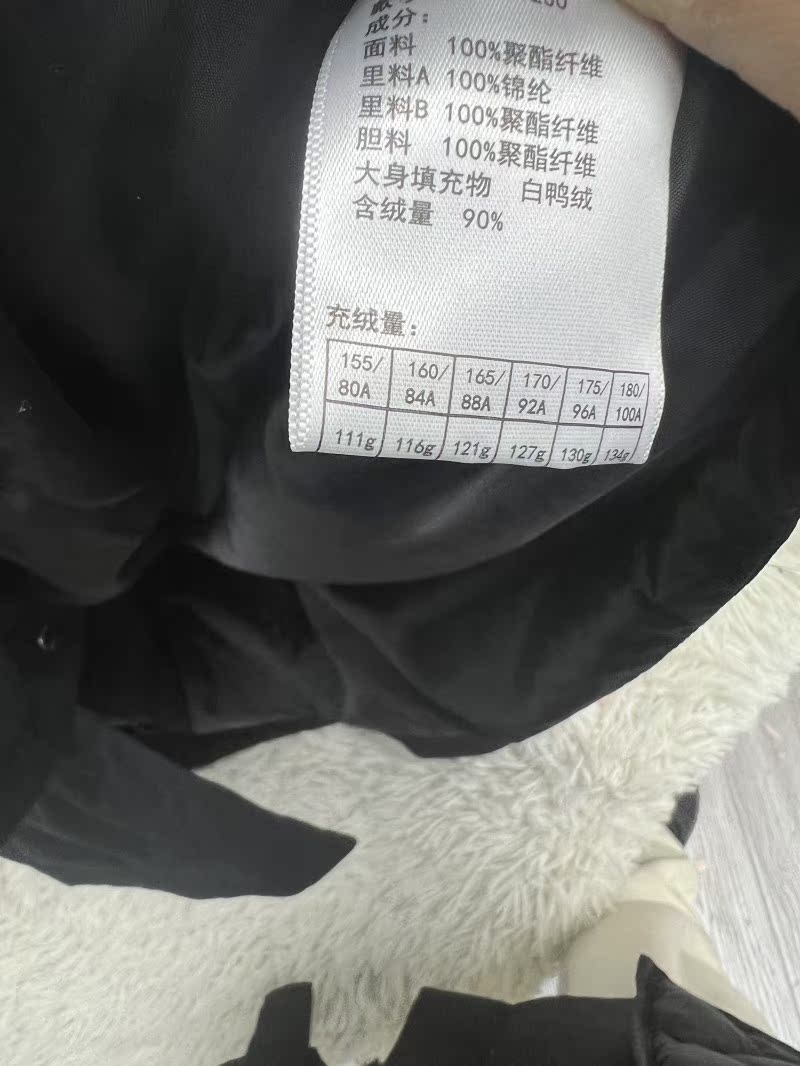 成分：
面料 100%聚酯纤维
里料A 100%锦纶
里料B 100%聚酯纤维
胆料 100%聚酯纤维
大身填充物 白鸭绒
含绒量 90%
充绒量：
155/80A 160/84A 165/88A 170/92A 175/96A 180/100A
111g 116g 121g 127g 130g 134g